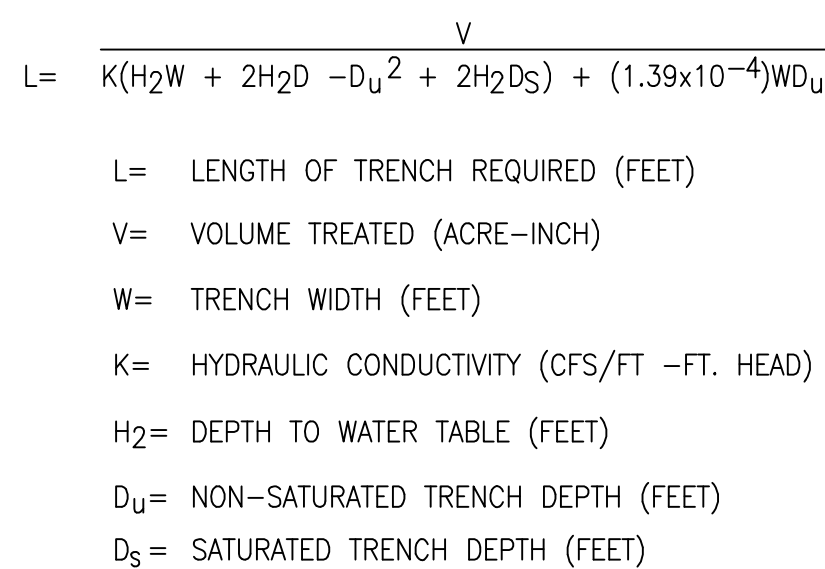 V
L= K(H₂W + 2H₂D -Dᵤ² + 2H₂DS) + (1.39x10⁻⁴)WDᵤ
L= LENGTH OF TRENCH REQUIRED (FEET)
V= VOLUME TREATED (ACRE-INCH)
W= TRENCH WIDTH (FEET)
K= HYDRAULIC CONDUCTIVITY (CFS/FT -FT. HEAD)
H₂= DEPTH TO WATER TABLE (FEET)
Dᵤ= NON-SATURATED TRENCH DEPTH (FEET)
Dₛ= SATURATED TRENCH DEPTH (FEET)